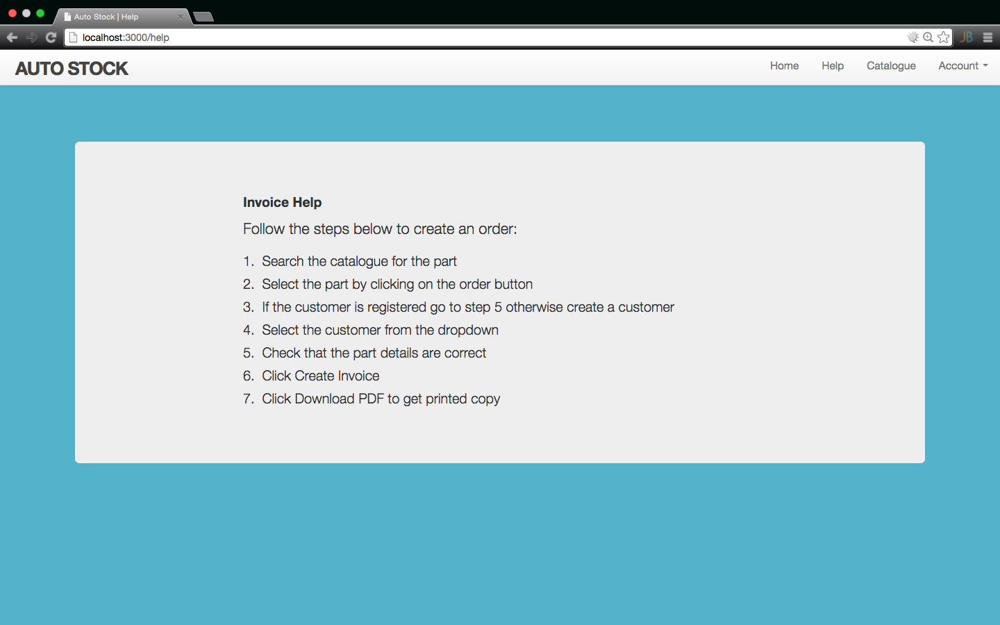 Auto Stock | Help
localhost:3000/help
JB
AUTO STOCK
Home Help Catalogue Account
Invoice Help
Follow the steps below to create an order:
1. Search the catalogue for the part
2. Select the part by clicking on the order button
3. If the customer is registered go to step 5 otherwise create a customer
4. Select the customer from the dropdown
5. Check that the part details are correct
6. Click Create Invoice
7. Click Download PDF to get printed copy